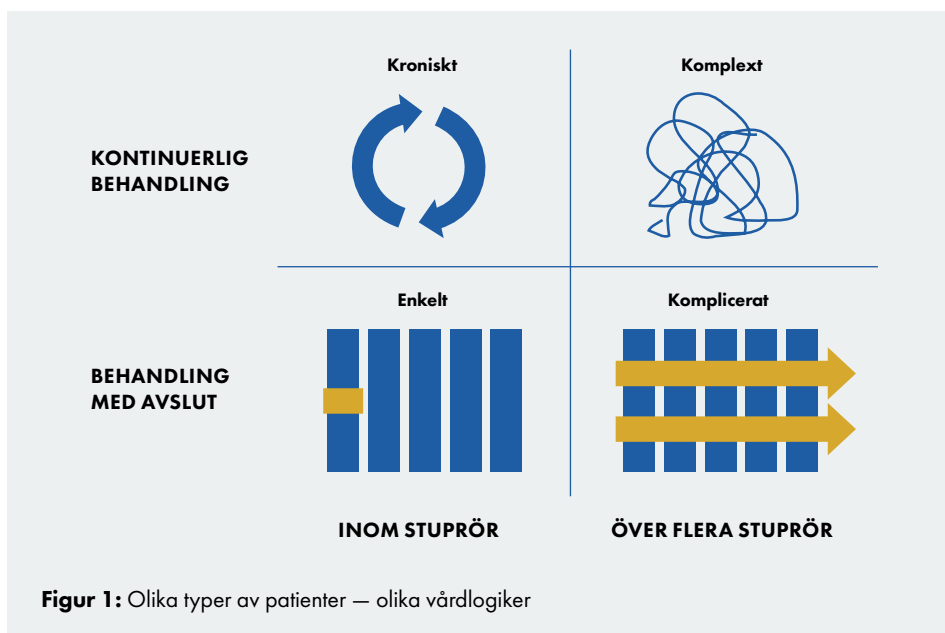 Kroniskt
Komplext
KONTINUERLIG
BEHANDLING
Enkelt
Komplicerat
BEHANDLING
MED AVSLUT
INOM STUPRÖR
ÖVER FLERA STUPRÖR
Figur 1: Olika typer av patienter — olika vårdlogiker